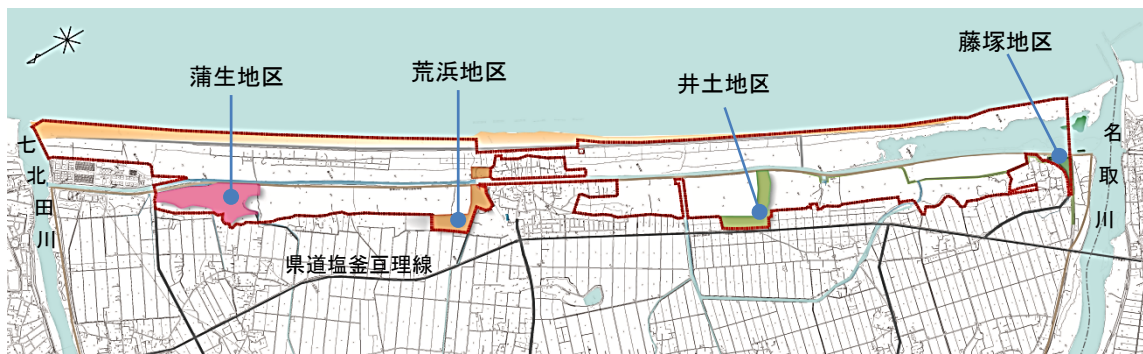 蒲生地区
荒浜地区
井土地区
藤塚地区
七北田川
名取川
県道塩釜亘理線